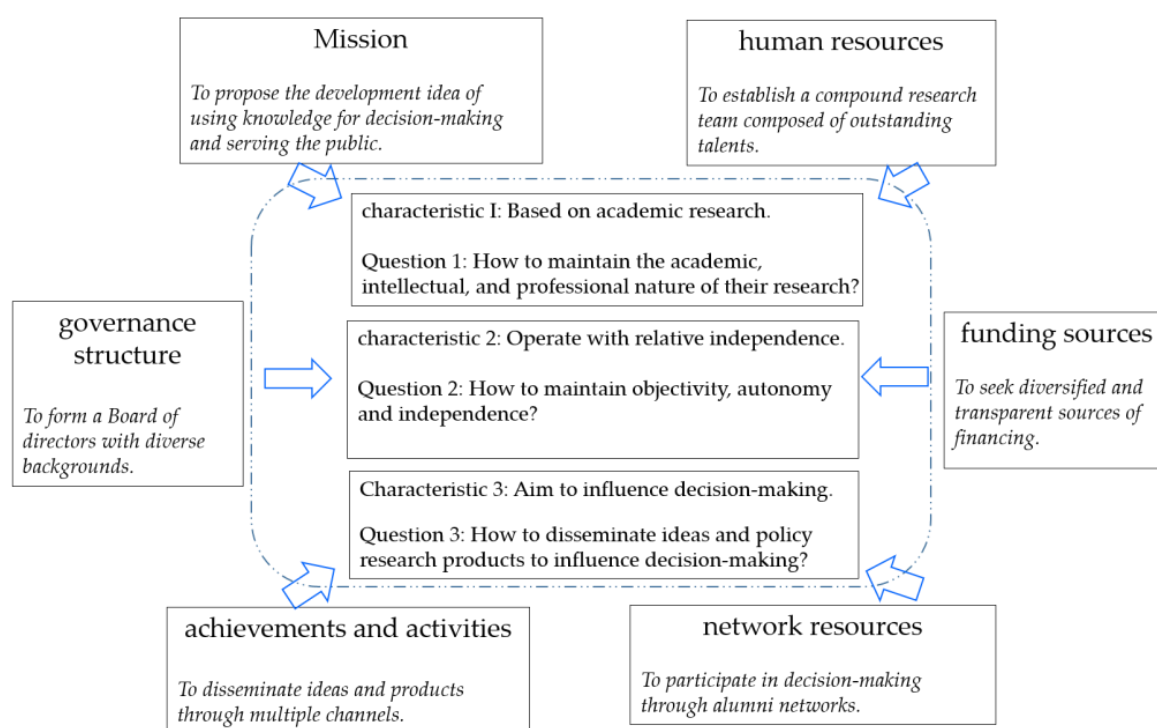 Mission
To propose the development idea of
using knowledge for decision-making
and serving the public.
human resources
To establish a compound research
team composed of outstanding
talents.
characteristic I: Based on academic research.
Question 1: How to maintain the academic,
intellectual, and professional nature of their research?
governance
structure
To form a Board of
directors with diverse
backgrounds.
characteristic 2: Operate with relative independence.
Question 2: How to maintain objectivity, autonomy
and independence?
funding sources
To seek diversified and
transparent sources of
financing.
Characteristic 3: Aim to influence decision-making.
Question 3: How to disseminate ideas and policy
research products to influence decision-making?
achievements and activities
To disseminate ideas and products
through multiple channels.
network resources
To participate in decision-making
through alumni networks.